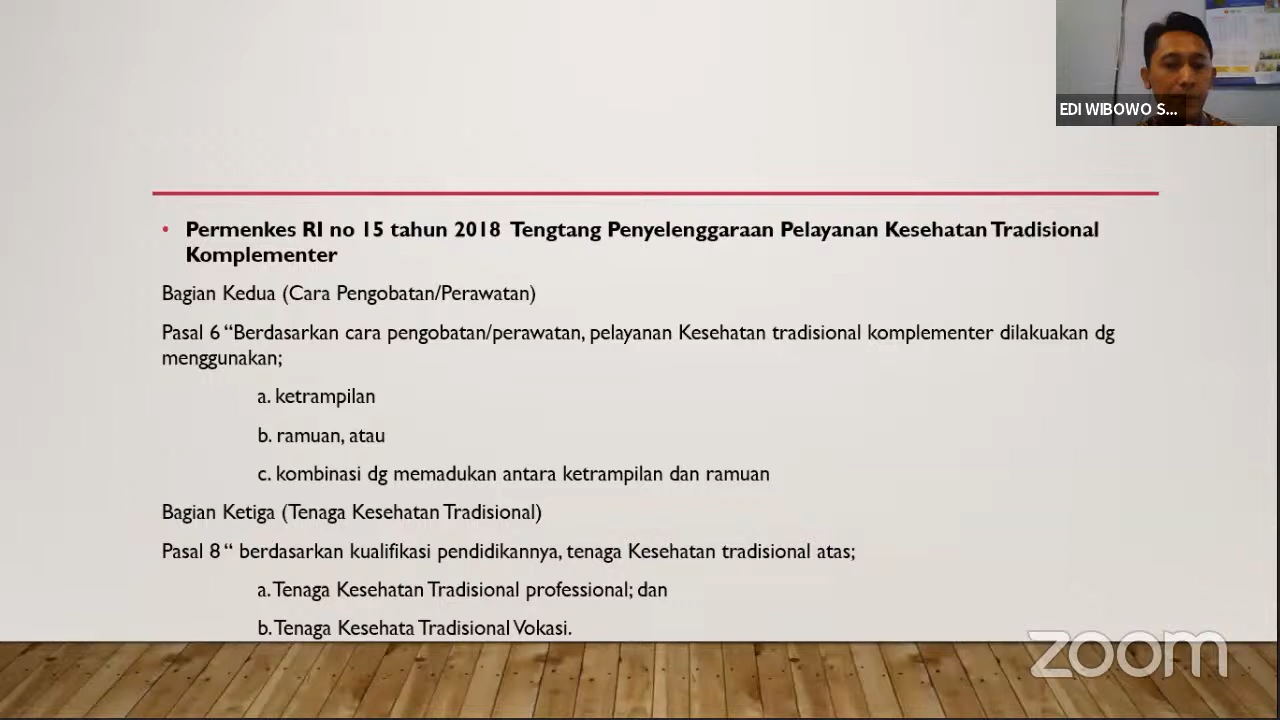 EDI WIBOWO S...
• Permenkes RI no 15 tahun 2018 Tengtang Penyelenggaraan Pelayanan Kesehatan Tradisional
Komplementer
Bagian Kedua (Cara Pengobatan/Perawatan)
Pasal 6 “Berdasarkan cara pengobatan/perawatan, pelayanan Kesehatan tradisional komplementer dilakuakan dg
menggunakan;
a. ketrampilan
b. ramuan, atau
c. kombinasi dg memadukan antara ketrampilan dan ramuan
Bagian Ketiga (Tenaga Kesehatan Tradisional)
Pasal 8 “ berdasarkan kualifikasi pendidikannya, tenaga Kesehatan tradisional atas;
a. Tenaga Kesehatan Tradisional professional; dan
b. Tenaga Kesehata Tradisional Vokasi.
zoom